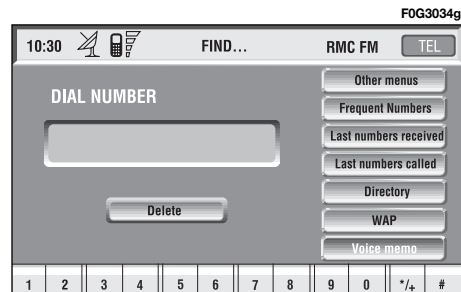 F0G3034g
10:30 FIND... RMC FM TEL
DIAL NUMBER
Other menus
Frequent Numbers
Last numbers received
Last numbers called
Directory
Delete
WAP
Voice memo
1 2 3 4 5 6 7 8 9 0 */+ #